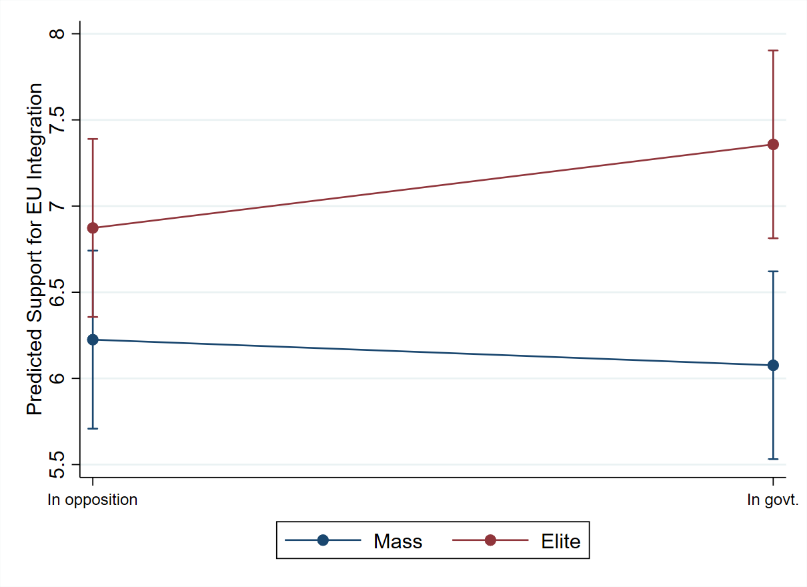 Predicted Support for EU Integration
8
7.5
7
6.5
6
5.5
In opposition
In govt.
Mass
Elite